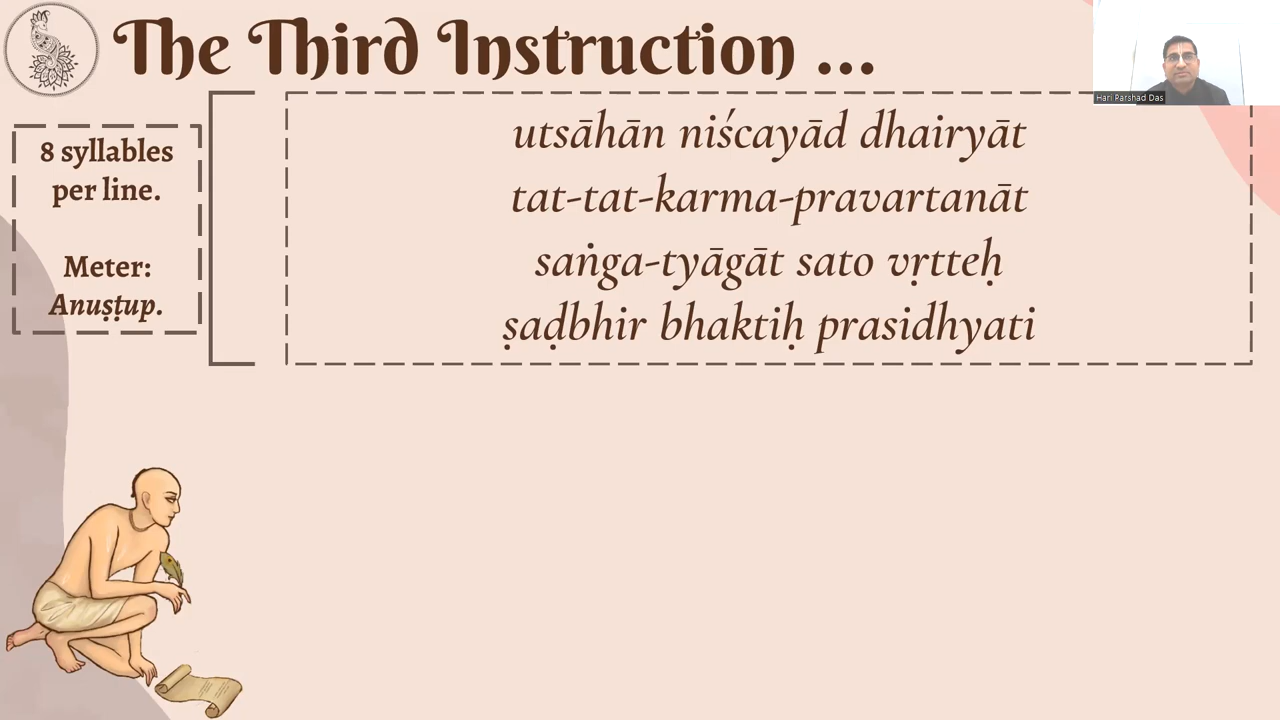 The Third Instruction ...
Hari Parshad Das
8 syllables
per line.
Meter:
Anuṣṭup.
utsāhān niścayād dhairyāt
tat-tat-karma-pravartanāt
saṅga-tyāgāt sato vṛtteḥ
ṣaḍbhir bhaktiḥ prasidhyati